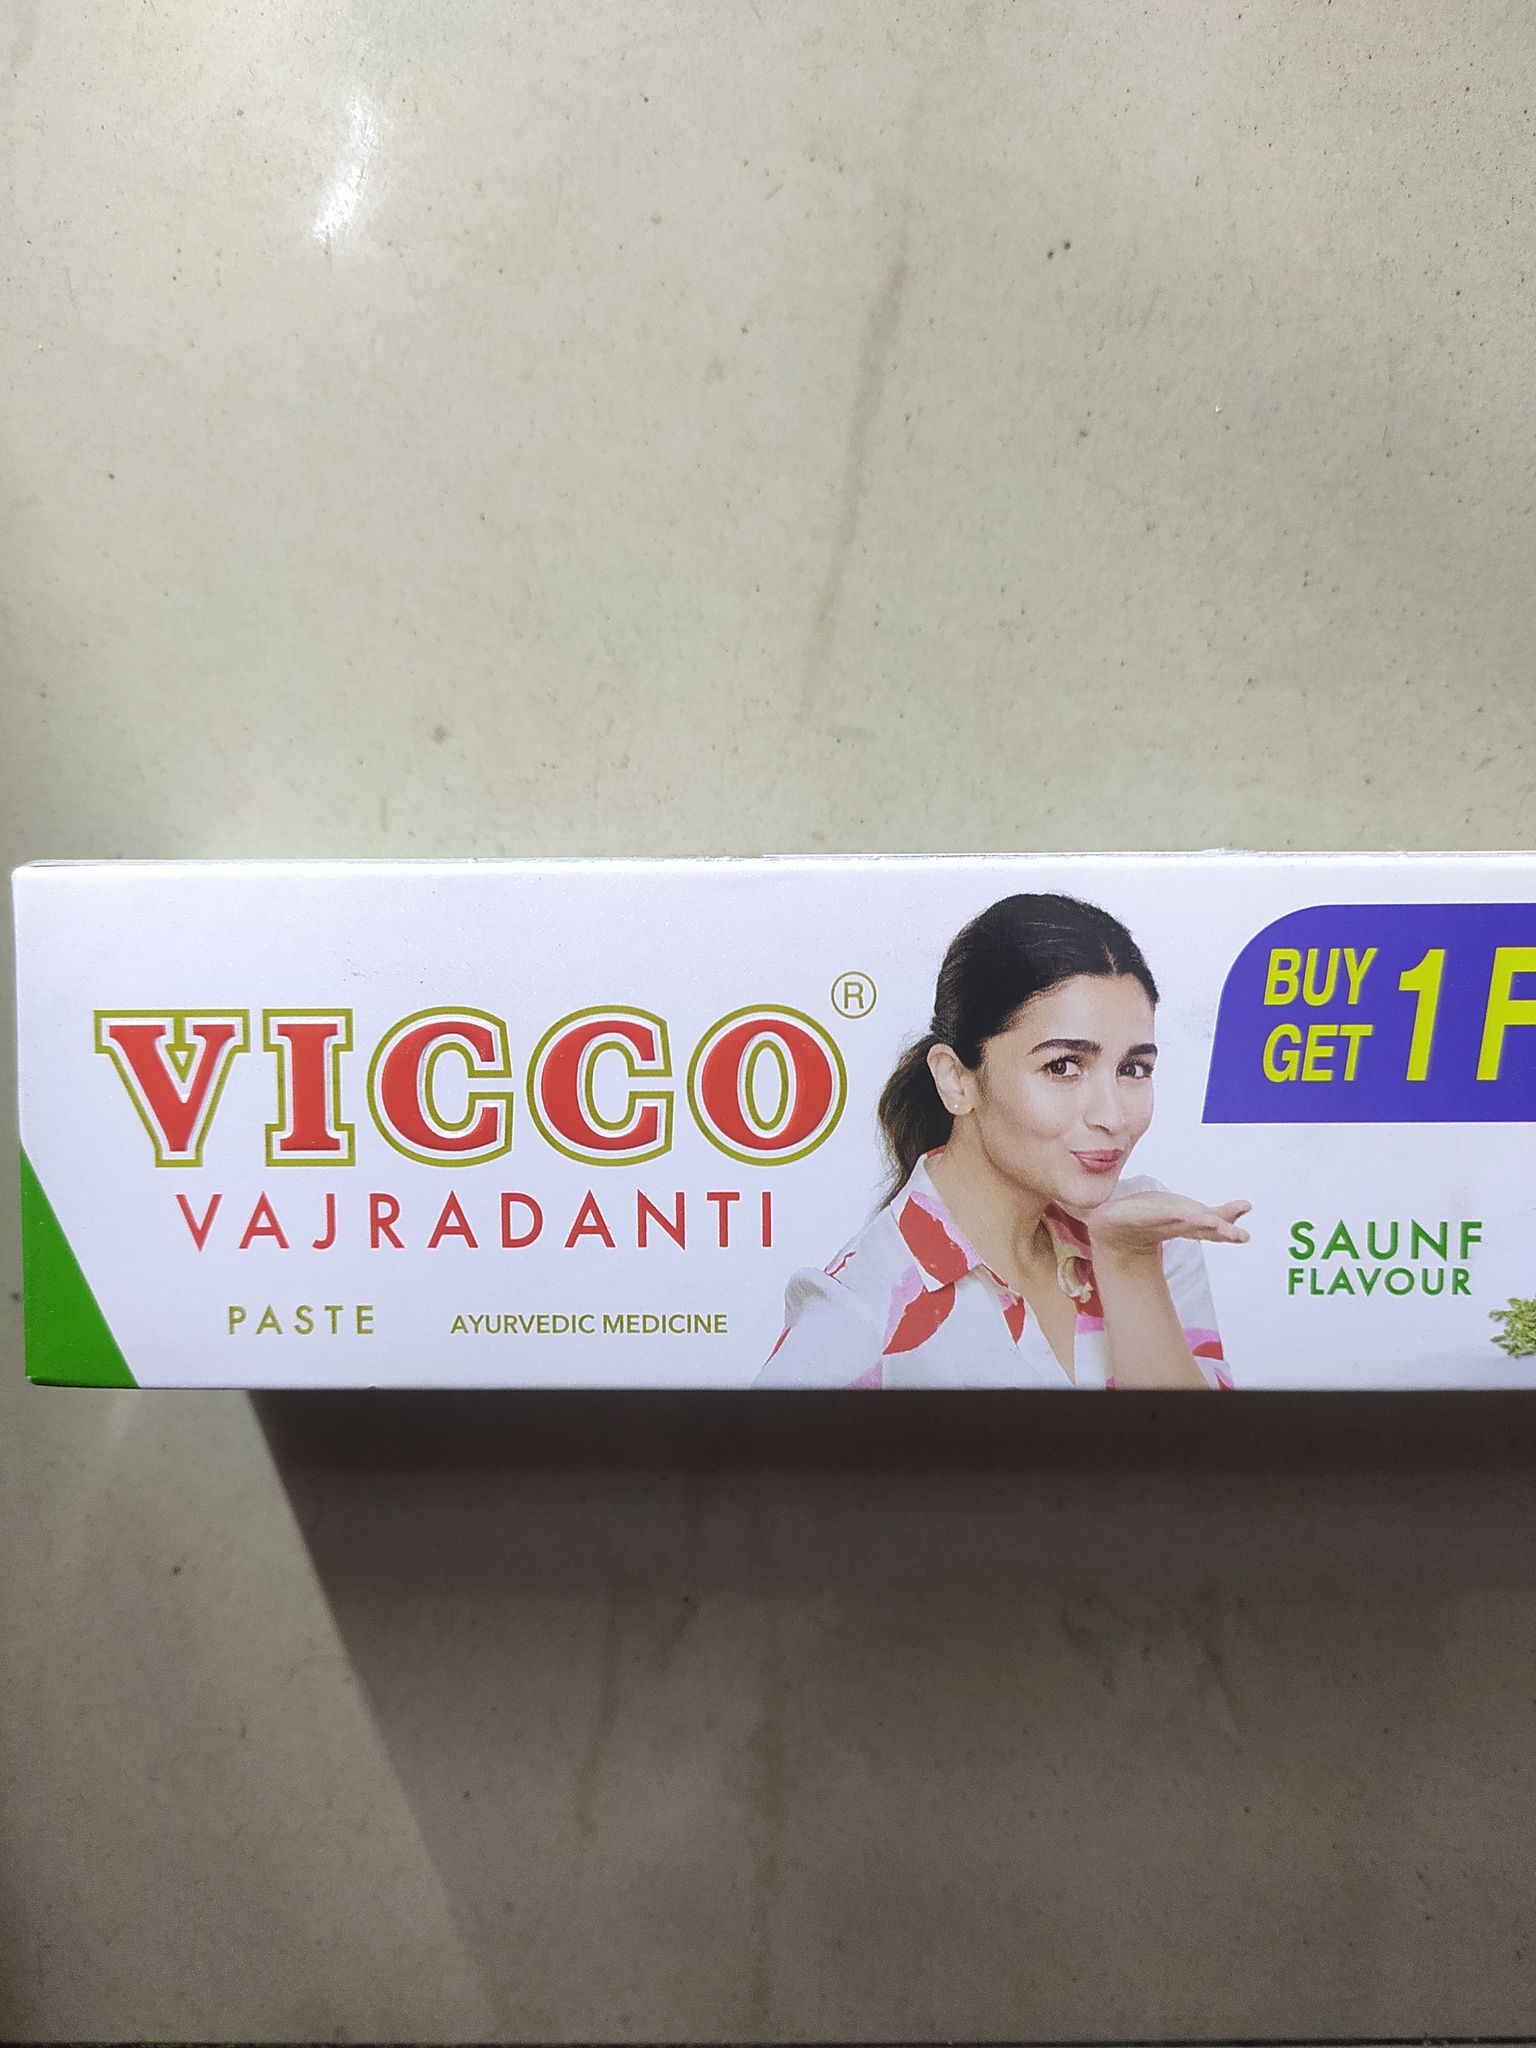 VICCO®
VAJRADANTI
PASTE AYURVEDIC MEDICINE
BUY
GET 1
SAUNF
FLAVOUR